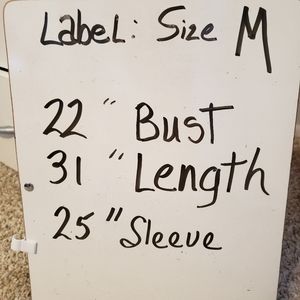 Label: Size M
22" Bust
31" Length
25" Sleeve